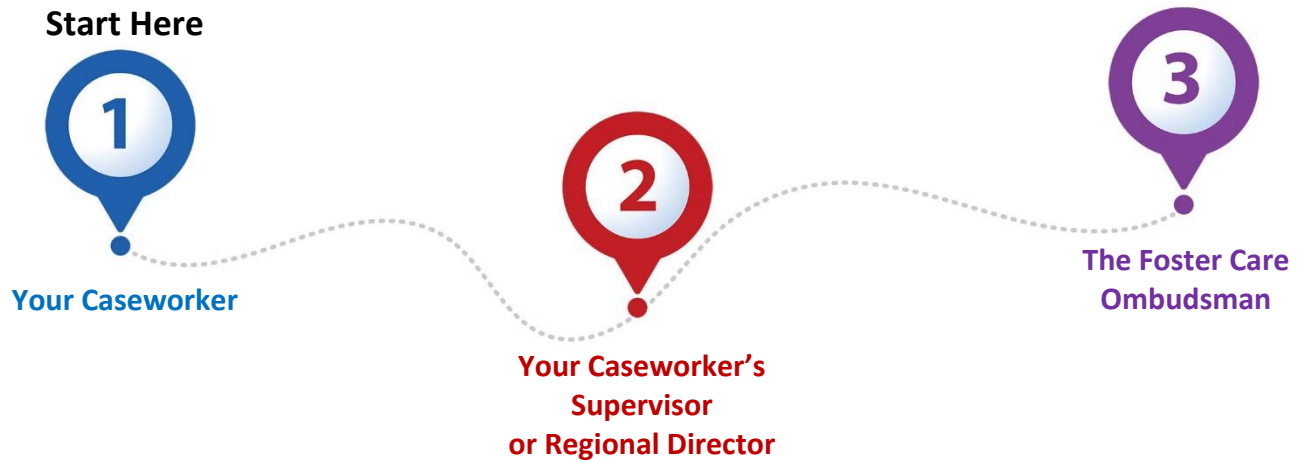 Start Here
1
Your Caseworker
2
Your Caseworker’s
Supervisor
or Regional Director
3
The Foster Care
Ombudsman